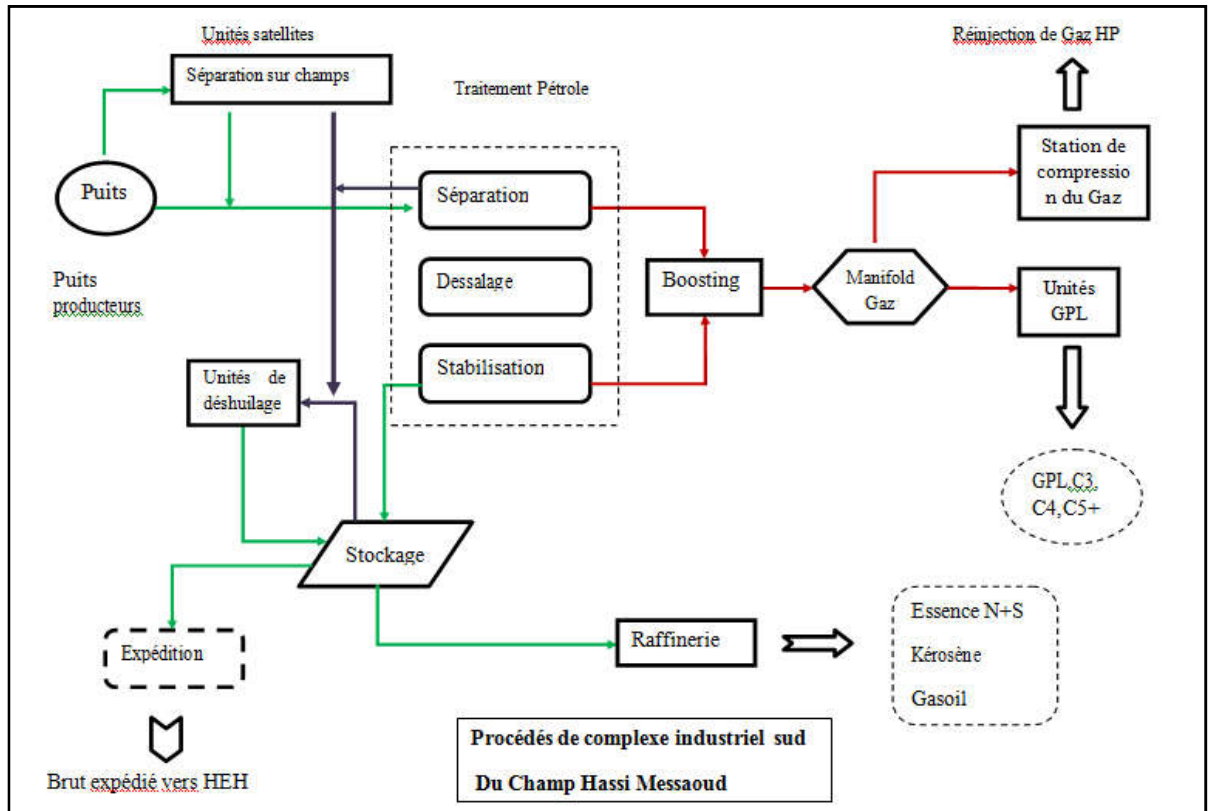 Unités satellites
Séparation sur champs
Réinjection de Gaz HP
Traitement Pétrole
Station de
compressio
n du Gaz
Puits
Séparation
Puits
producteurs
Dessalage
Boosting
Manifold
Gaz
Unités
GPL
Stabilisation
Unités de
déshuilage
GPL,C3,
C4,C5+
Stockage
Expédition
Raffinerie
Essence N+S
Kérosène
Gasoil
Brut expédié vers HEH
Procédés de complexe industriel sud
Du Champ Hassi Messaoud